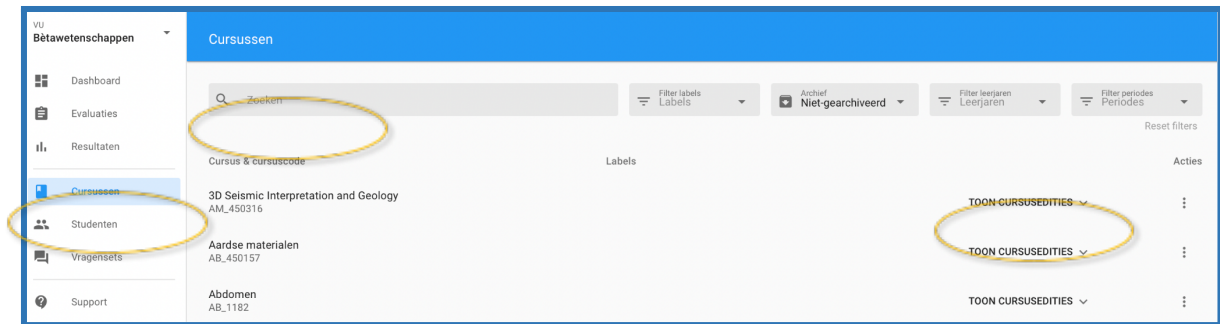 VU
Bètawetenschappen
Cursussen
Dashboard
Evaluaties
Resultaten
Cursussen
Studenten
Vragensets
Support
Zoeken
Filter labels
Labels
Archief
Niet-gearchiveerd
Filter leerjaren
Leerjaren
Filter periodes
Periodes
Reset filters
Cursus & cursuscode Labels Acties
3D Seismic Interpretation and Geology
AM_450316
TOON CURSUSEDITIES
Aardse materialen
AB_450157
TOON CURSUSEDITIES
Abdomen
AB_1182
TOON CURSUSEDITIES